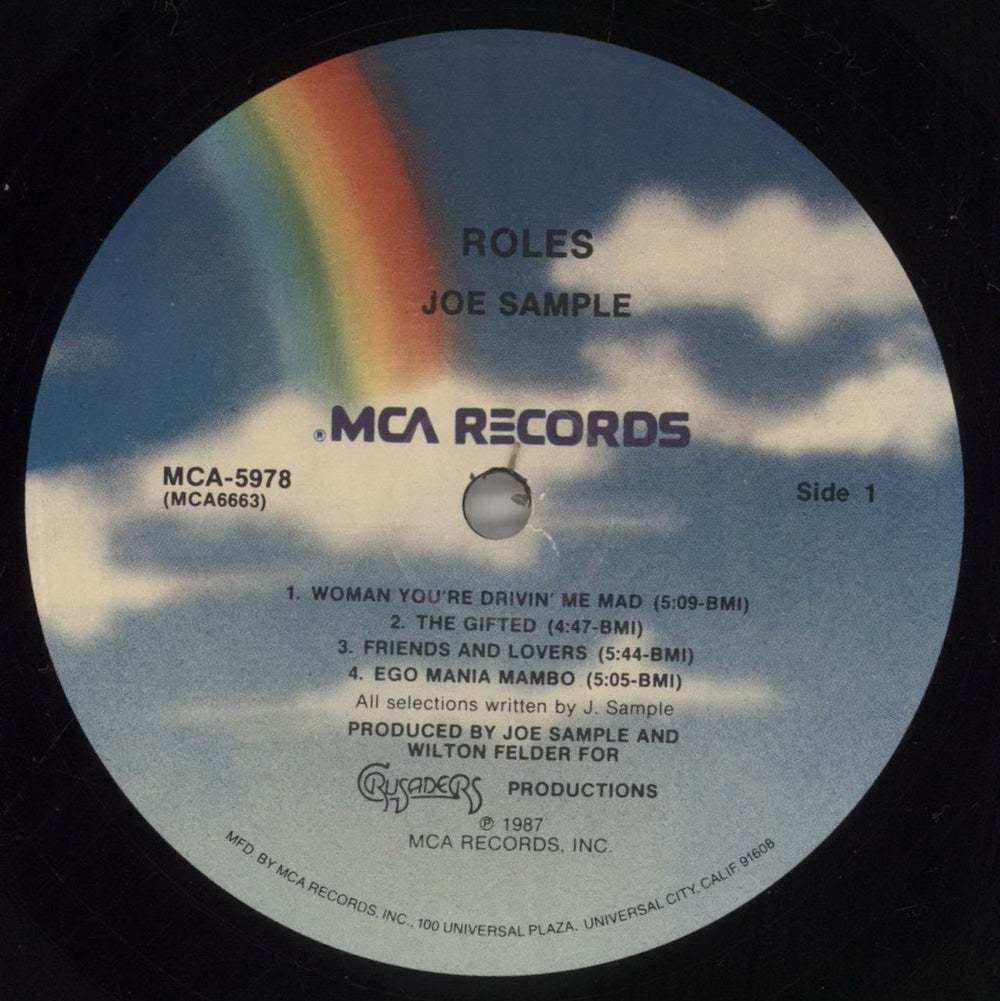 ROLES
JOE SAMPLE
®MCA RECORDS
MCA-5978
(MCA6663)
Side 1
1. WOMAN YOU'RE DRIVIN' ME MAD (5:09-BMI)
2. THE GIFTED (4:47-BMI)
3. FRIENDS AND LOVERS (5:44-BMI)
4. EGO MANIA MAMBO (5:05-BMI)
All selections written by J. Sample
PRODUCED BY JOE SAMPLE AND
WILTON FELDER FOR
CRUSADERS PRODUCTIONS
℗ 1987
MCA RECORDS, INC.
MFD. BY MCA RECORDS, INC., 100 UNIVERSAL PLAZA. UNIVERSAL CITY. CALIF 91608